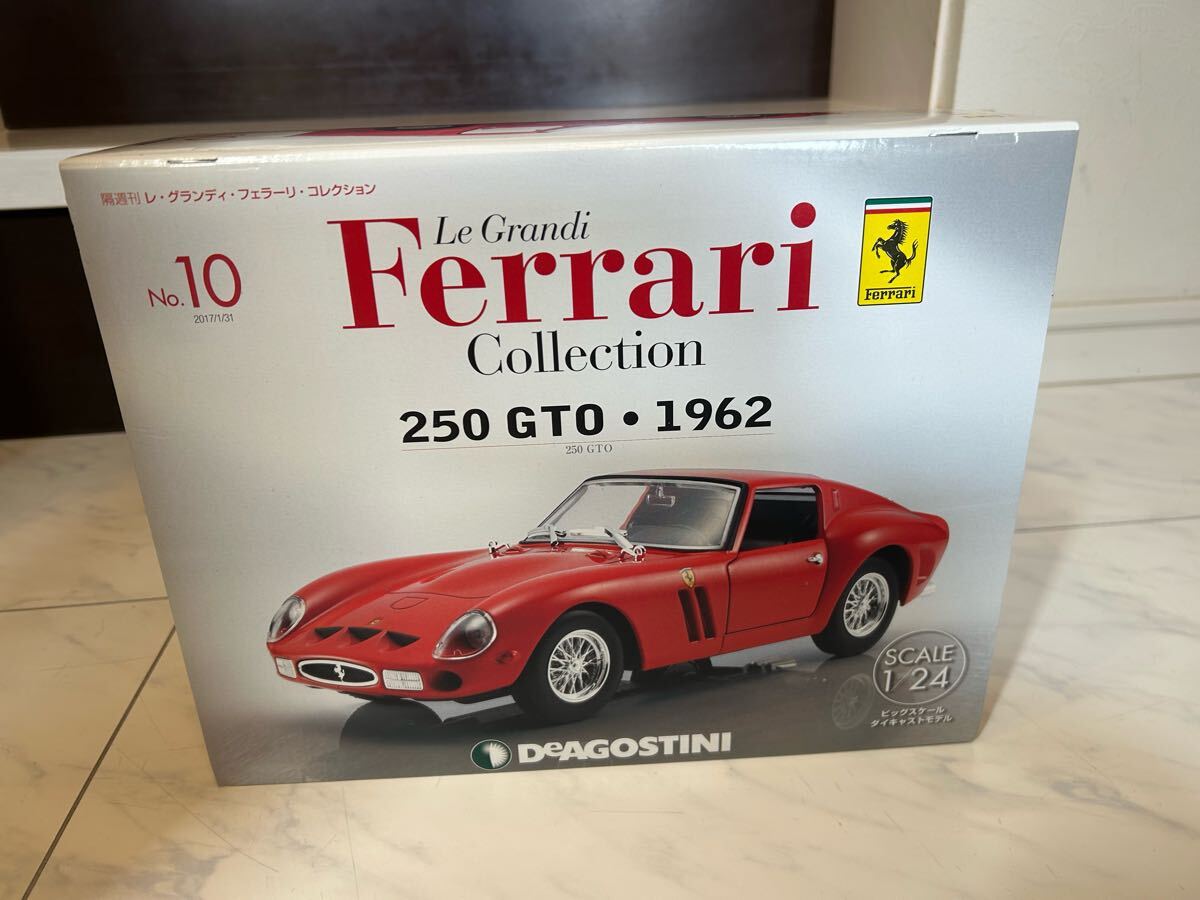 隔週刊 レ・グランディ・フェラーリ・コレクション
No.10
2017/1/31
Le Grandi
Ferrari
Collection
Ferrari
250 GTO • 1962
250 GTO
SCALE
1/24
ビッグスケール
ダイキャストモデル
DeAGOSTINI